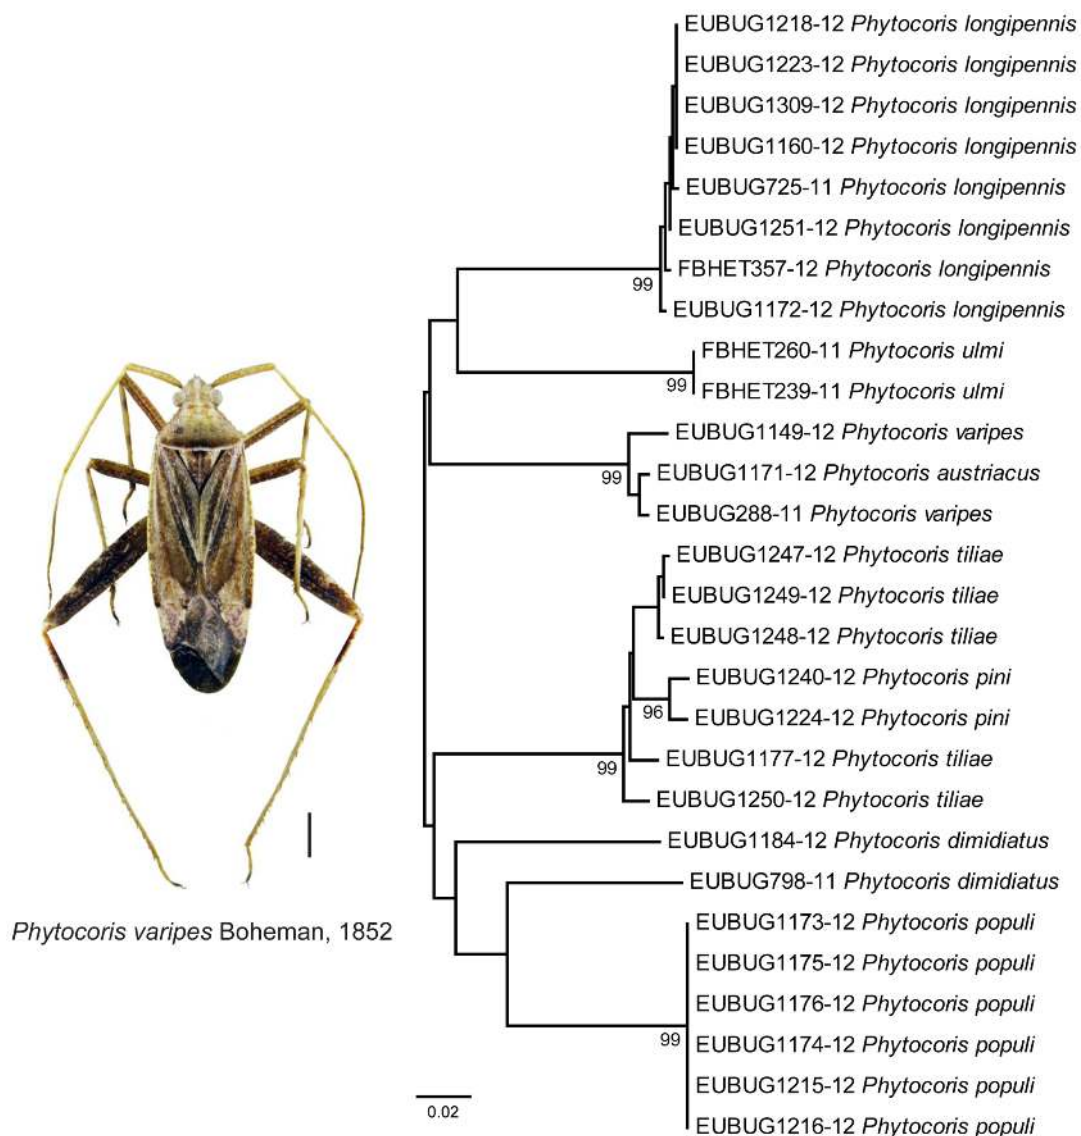 EUBUG1218-12 Phytocoris longipennis
EUBUG1223-12 Phytocoris longipennis
EUBUG1309-12 Phytocoris longipennis
EUBUG1160-12 Phytocoris longipennis
EUBUG725-11 Phytocoris longipennis
EUBUG1251-12 Phytocoris longipennis
FBHET357-12 Phytocoris longipennis
99
EUBUG1172-12 Phytocoris longipennis
FBHET260-11 Phytocoris ulmi
99
FBHET239-11 Phytocoris ulmi
EUBUG1149-12 Phytocoris varipes
99
EUBUG1171-12 Phytocoris austriacus
EUBUG288-11 Phytocoris varipes
EUBUG1247-12 Phytocoris tiliae
EUBUG1249-12 Phytocoris tiliae
EUBUG1248-12 Phytocoris tiliae
EUBUG1240-12 Phytocoris pini
96
EUBUG1224-12 Phytocoris pini
99
EUBUG1177-12 Phytocoris tiliae
EUBUG1250-12 Phytocoris tiliae
EUBUG1184-12 Phytocoris dimidiatus
EUBUG798-11 Phytocoris dimidiatus
EUBUG1173-12 Phytocoris populi
EUBUG1175-12 Phytocoris populi
EUBUG1176-12 Phytocoris populi
99
EUBUG1174-12 Phytocoris populi
EUBUG1215-12 Phytocoris populi
EUBUG1216-12 Phytocoris populi
Phytocoris varipes Boheman, 1852
0.02